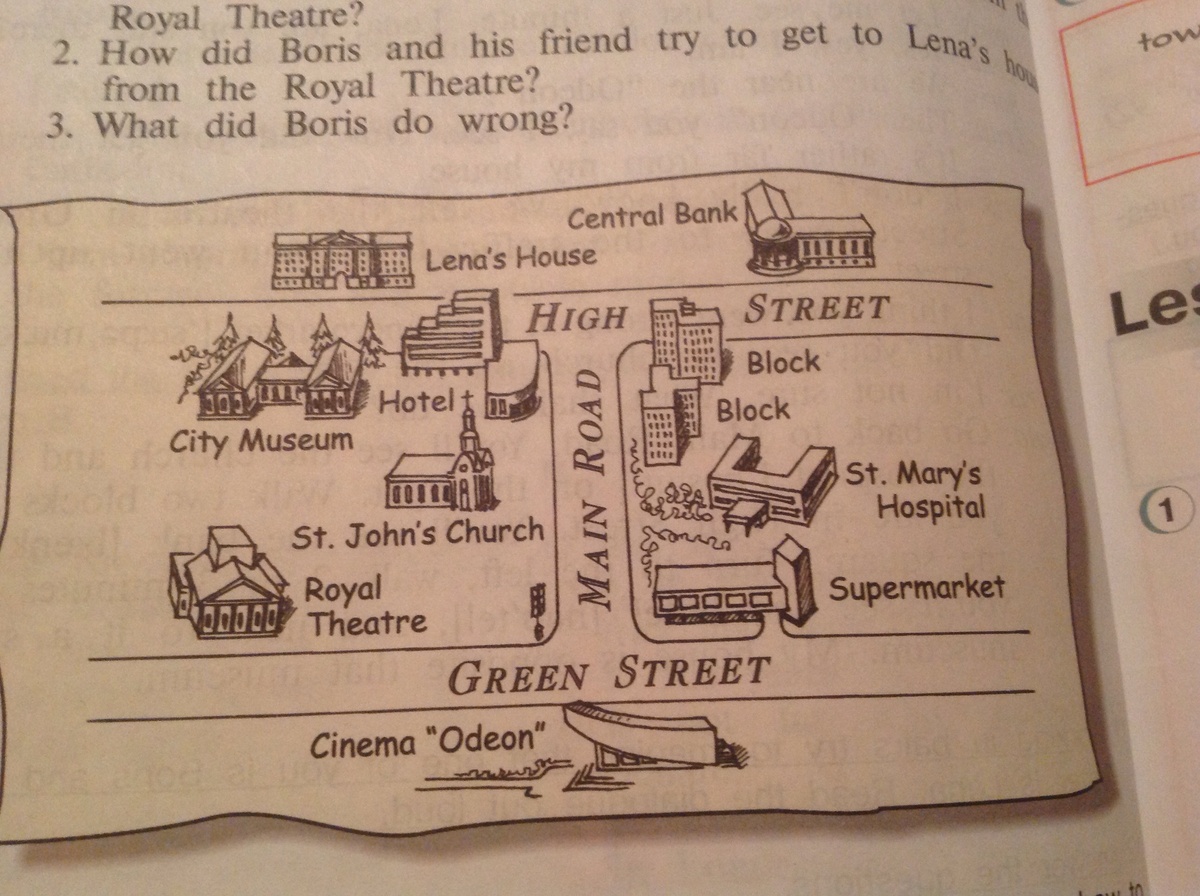 Royal Theatre?
2. How did Boris and his friend try to get to Lena's
from the Royal Theatre?
3. What did Boris do wrong?
Central Bank
Lena's House
HIGH STREET
Block
Hotel
Block
City Museum
MAIN ROAD
St. Mary's
Hospital
St. John's Church
Royal
Theatre
Supermarket
GREEN STREET
Cinema "Odeon"
tow
Les
1